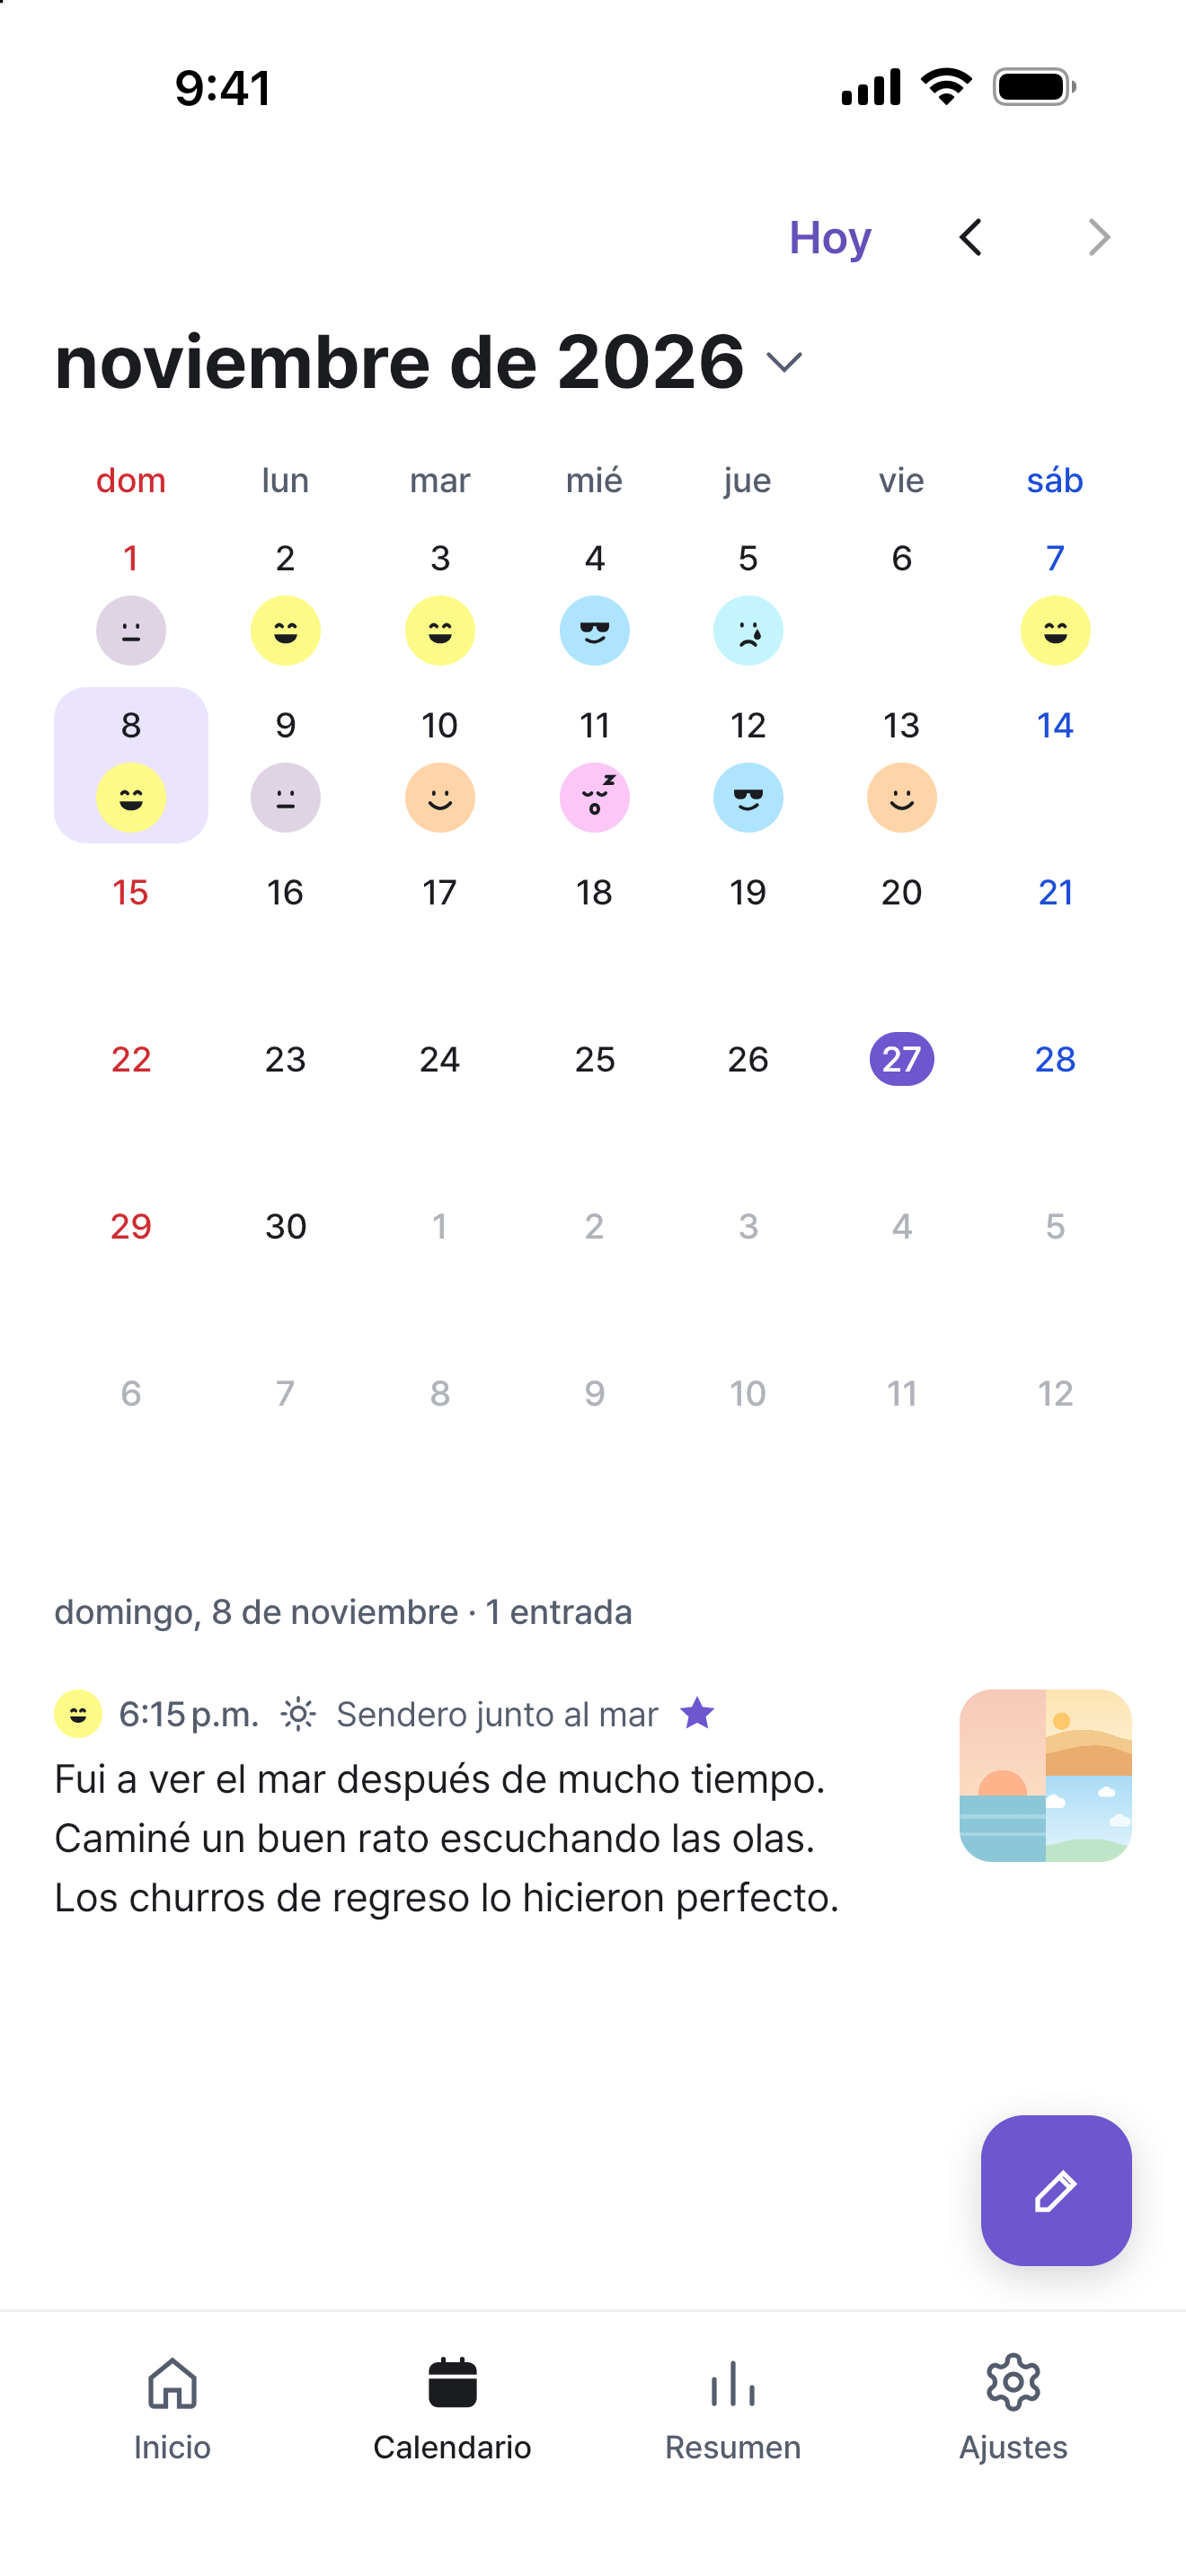 9:41
Hoy
noviembre de 2026
dom lun mar mié jue vie sáb
1 2 3 4 5 6 7
8 9 10 11 12 13 14
15 16 17 18 19 20 21
22 23 24 25 26 27 28
29 30 1 2 3 4 5
6 7 8 9 10 11 12
domingo, 8 de noviembre · 1 entrada
6:15 p.m. Sendero junto al mar
Fui a ver el mar después de mucho tiempo.
Caminé un buen rato escuchando las olas.
Los churros de regreso lo hicieron perfecto.
Inicio Calendario Resumen Ajustes